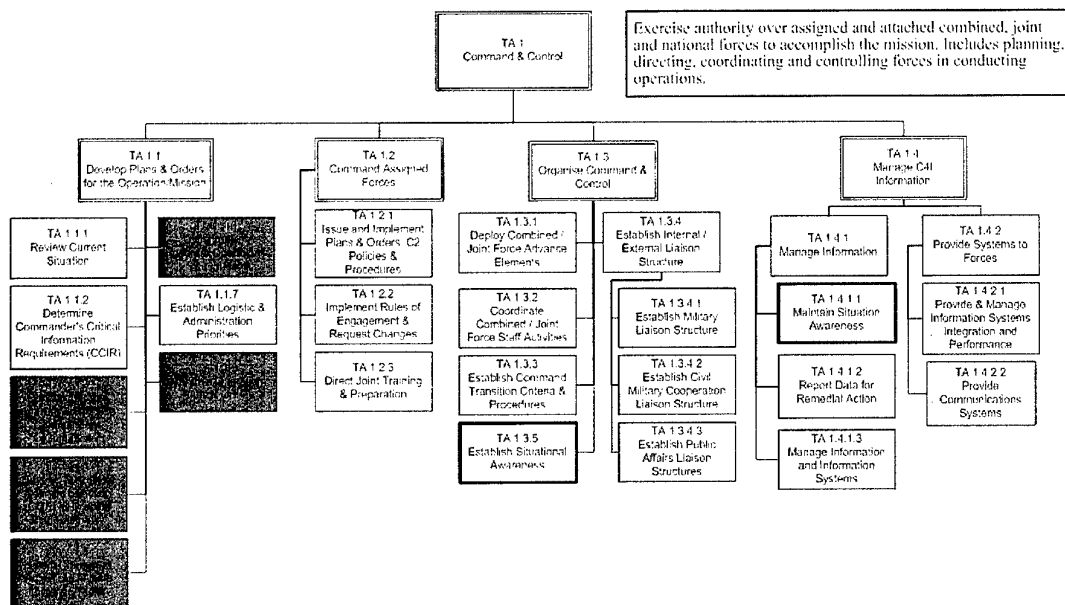 TA 1
Command & Control
Exercise authority over assigned and attached combined, joint
and national forces to accomplish the mission. Includes planning,
directing, coordinating and controlling forces in conducting
operations.
TA 1.1
Develop Plans & Orders
for the Operation/Mission
TA 1.2
Command Assigned
Forces
TA 1.3
Organise Command &
Control
TA 1.4
Manage C4I
Information
TA 1.1.1
Review Current
Situation
TA 1.1.2
Determine
Commander's Critical
Information
Requirements (CCIR)
TA 1.1.7
Establish Logistic &
Administration
Priorities
TA 1.2.1
Issue and Implement
Plans & Orders, C2
Policies &
Procedures
TA 1.2.2
Implement Rules of
Engagement &
Request Changes
TA 1.2.3
Direct Joint Training
& Preparation
TA 1.3.1
Deploy Combined /
Joint Force Advance
Elements
TA 1.3.2
Coordinate
Combined / Joint
Force Staff Activities
TA 1.3.3
Establish Command
Transition Criteria &
Procedures
TA 1.3.5
Establish Situational
Awareness
TA 1.3.4
Establish Internal /
External Liaison
Structure
TA 1.3.4.1
Establish Military
Liaison Structure
TA 1.3.4.2
Establish Civil
Military Cooperation
Liaison Structure
TA 1.3.4.3
Establish Public
Affairs Liaison
Structures
TA 1.4.1
Manage Information
TA 1.4.1.1
Maintain Situation
Awareness
TA 1.4.1.2
Report Data for
Remedial Action
TA 1.4.1.3
Manage Information
and Information
Systems
TA 1.4.2
Provide Systems to
Forces
TA 1.4.2.1
Provide & Manage
Information Systems
Integration and
Performance
TA 1.4.2.2
Provide
Communications
Systems